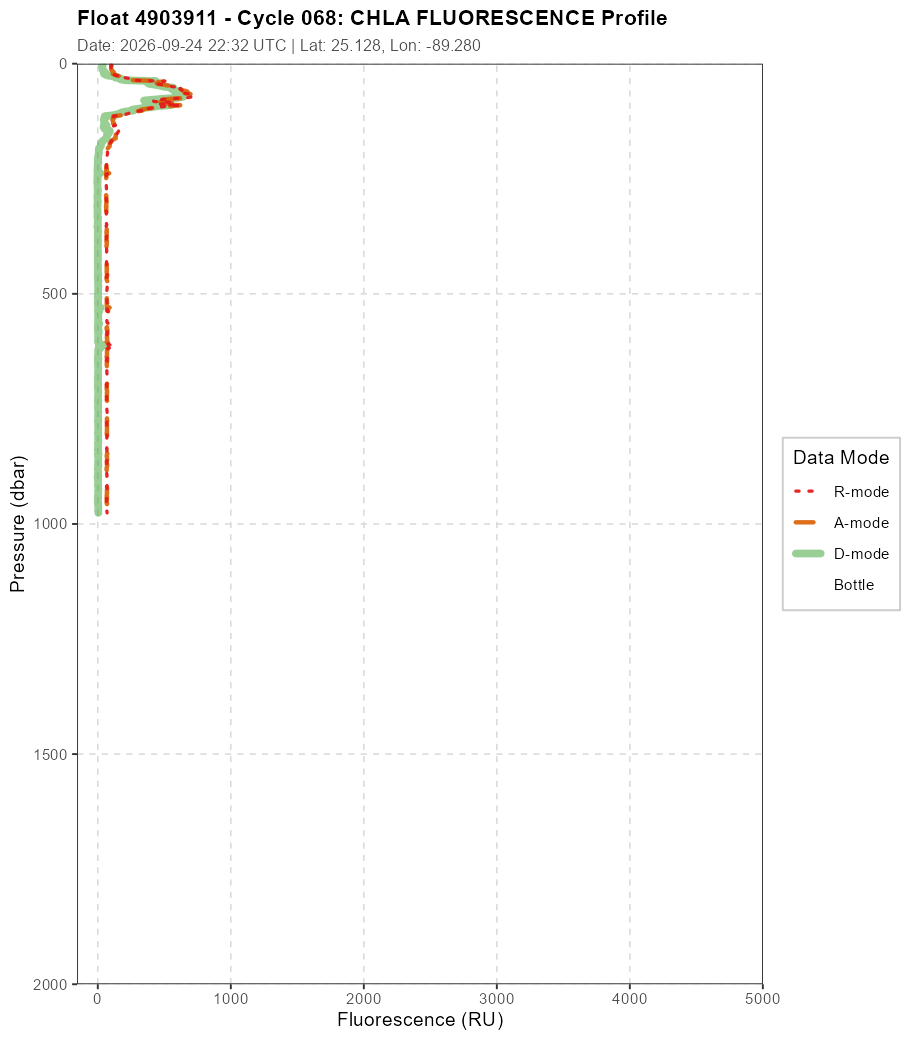 Float 4903911 - Cycle 068: CHLA FLUORESCENCE Profile
Date: 2026-09-24 22:32 UTC | Lat: 25.128, Lon: -89.280
0
500
1000
1500
2000
Pressure (dbar)
0 1000 2000 3000 4000 5000
Fluorescence (RU)
Data Mode
R-mode
A-mode
D-mode
Bottle